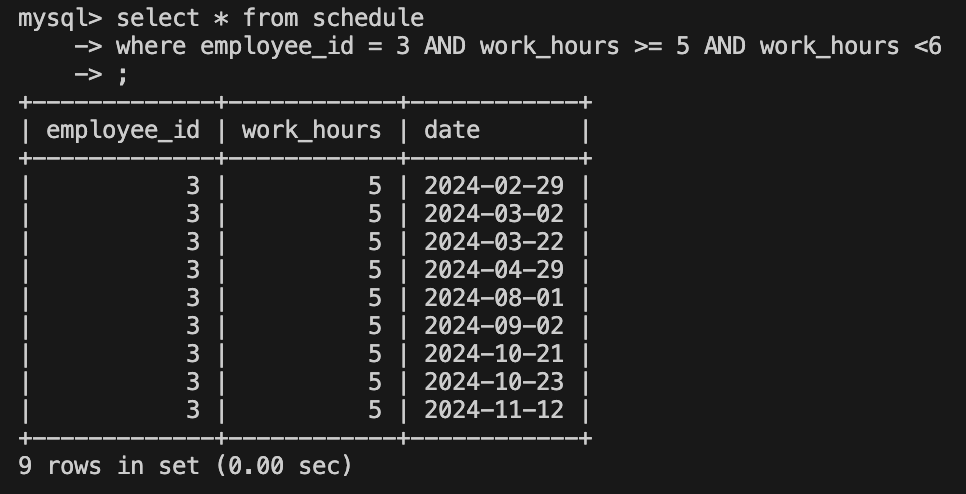 mysql> select * from schedule
    -> where employee_id = 3 AND work_hours >= 5 AND work_hours <6
    -> ;
+-------------+------------+------------+
| employee_id | work_hours | date       |
+-------------+------------+------------+
|           3 |          5 | 2024-02-29 |
|           3 |          5 | 2024-03-02 |
|           3 |          5 | 2024-03-22 |
|           3 |          5 | 2024-04-29 |
|           3 |          5 | 2024-08-01 |
|           3 |          5 | 2024-09-02 |
|           3 |          5 | 2024-10-21 |
|           3 |          5 | 2024-10-23 |
|           3 |          5 | 2024-11-12 |
+-------------+------------+------------+
9 rows in set (0.00 sec)